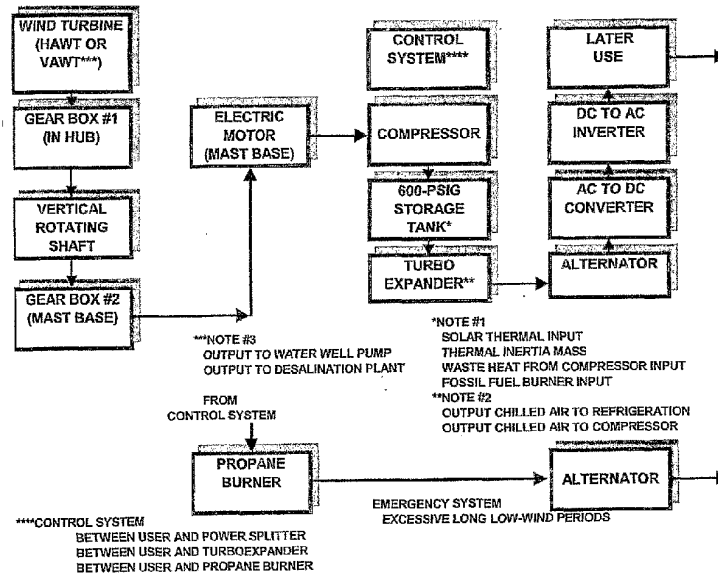 WIND TURBINE
(HAWT OR
VAWT***)
GEAR BOX #1
(IN HUB)
VERTICAL
ROTATING
SHAFT
GEAR BOX #2
(MAST BASE)
ELECTRIC
MOTOR
(MAST BASE)
CONTROL
SYSTEM****
COMPRESSOR
600-PSIG
STORAGE
TANK*
TURBO
EXPANDER**
LATER
USE
DC TO AC
INVERTER
AC TO DC
CONVERTER
ALTERNATOR
***NOTE #3
OUTPUT TO WATER WELL PUMP
OUTPUT TO DESALINATION PLANT
*NOTE #1
SOLAR THERMAL INPUT
THERMAL INERTIA MASS
WASTE HEAT FROM COMPRESSOR INPUT
FOSSIL FUEL BURNER INPUT
**NOTE #2
OUTPUT CHILLED AIR TO REFRIGERATION
OUTPUT CHILLED AIR TO COMPRESSOR
FROM
CONTROL SYSTEM
PROPANE
BURNER
ALTERNATOR
EMERGENCY SYSTEM
EXCESSIVE LONG LOW-WIND PERIODS
****CONTROL SYSTEM
BETWEEN USER AND POWER SPLITTER
BETWEEN USER AND TURBOEXPANDER
BETWEEN USER AND PROPANE BURNER